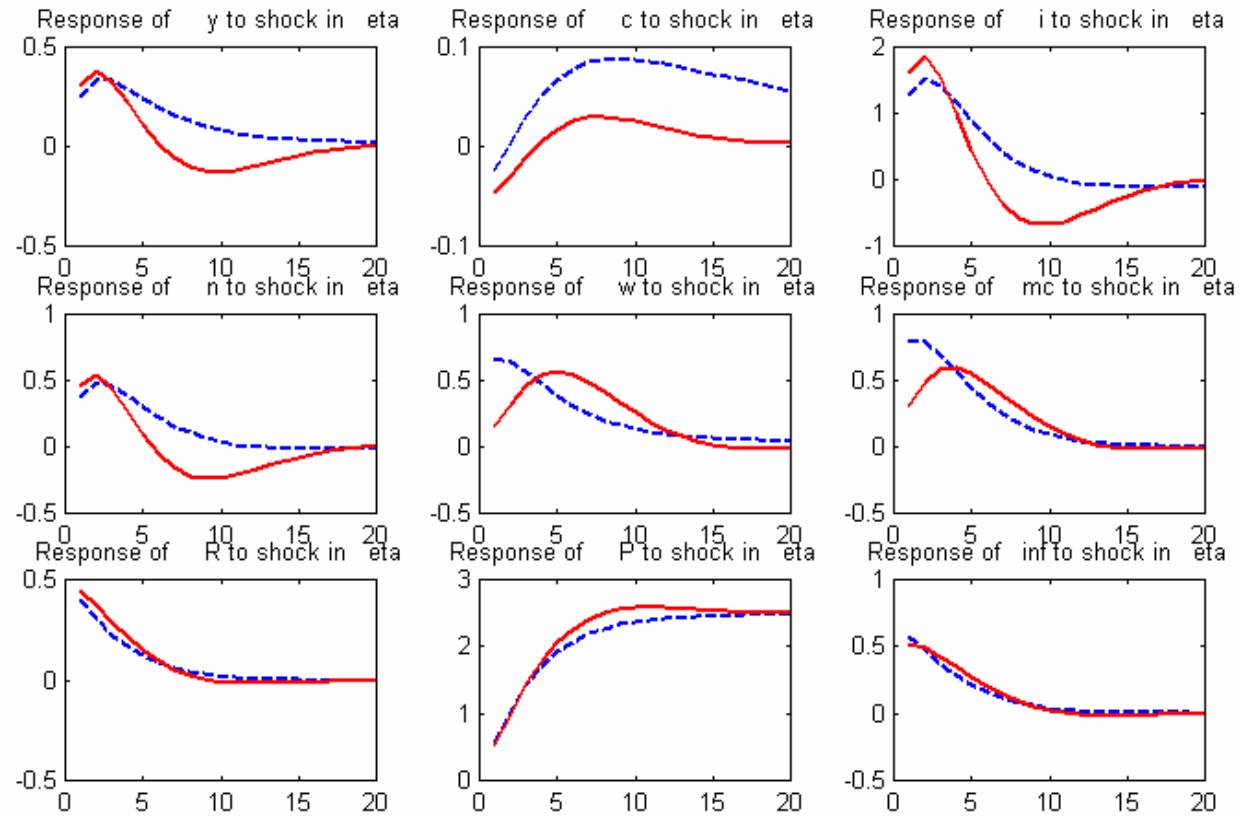 Response of y to shock in eta
0.5
0
-0.5
0 5 10 15 20
Response of c to shock in eta
0.1
0
-0.1
0 5 10 15 20
Response of i to shock in eta
2
1
0
-1
0 5 10 15 20
Response of n to shock in eta
1
0.5
0
-0.5
0 5 10 15 20
Response of w to shock in eta
1
0.5
0
-0.5
0 5 10 15 20
Response of mc to shock in eta
1
0.5
0
-0.5
0 5 10 15 20
Response of R to shock in eta
0.5
0
-0.5
0 5 10 15 20
Response of P to shock in eta
3
2
1
0
0 5 10 15 20
Response of inf to shock in eta
1
0.5
0
-0.5
0 5 10 15 20